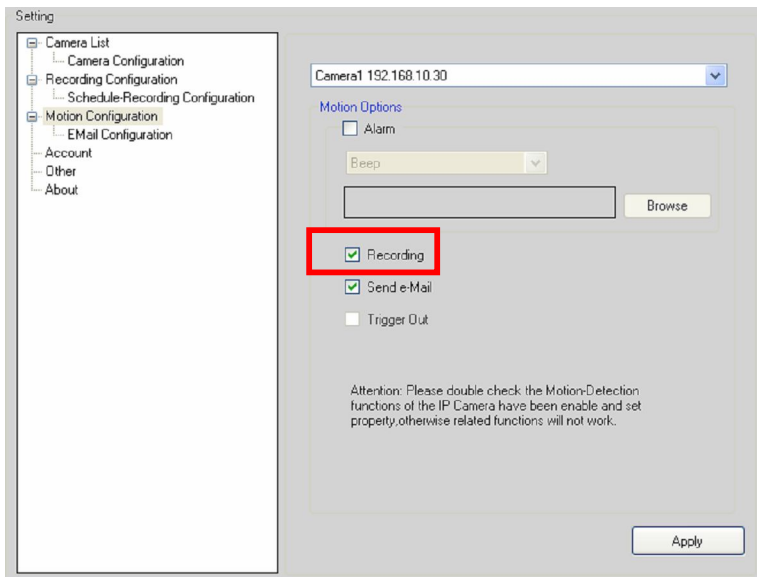 Setting
Camera List
Camera Configuration
Recording Configuration
Schedule-Recording Configuration
Motion Configuration
EMail Configuration
Account
Other
About
Camera1 192.168.10.30
Motion Options
Alarm
Beep
Browse
Recording
Send e-Mail
Trigger Out
Attention: Please double check the Motion-Detection
functions of the IP Camera have been enable and set
property,otherwise related functions will not work.
Apply